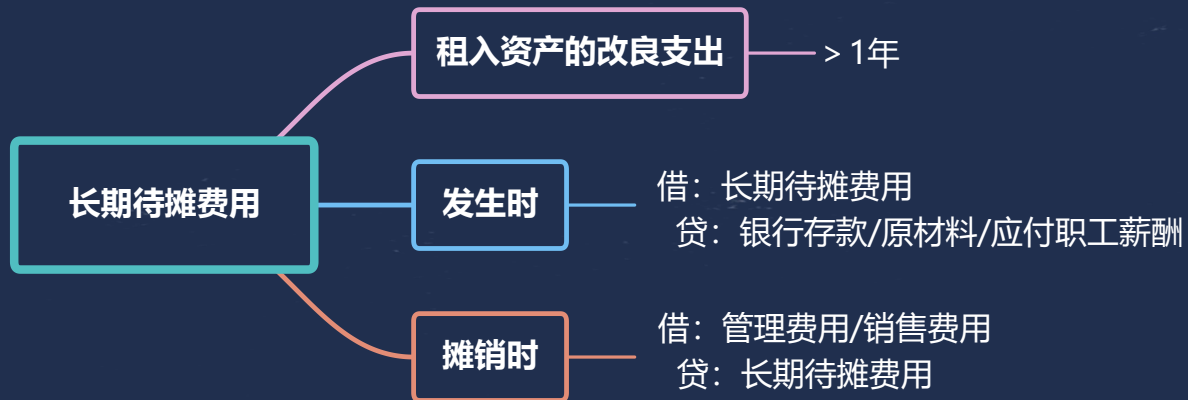 租入资产的改良支出
＞1年
长期待摊费用
发生时
借：长期待摊费用
贷：银行存款/原材料/应付职工薪酬
摊销时
借：管理费用/销售费用
贷：长期待摊费用